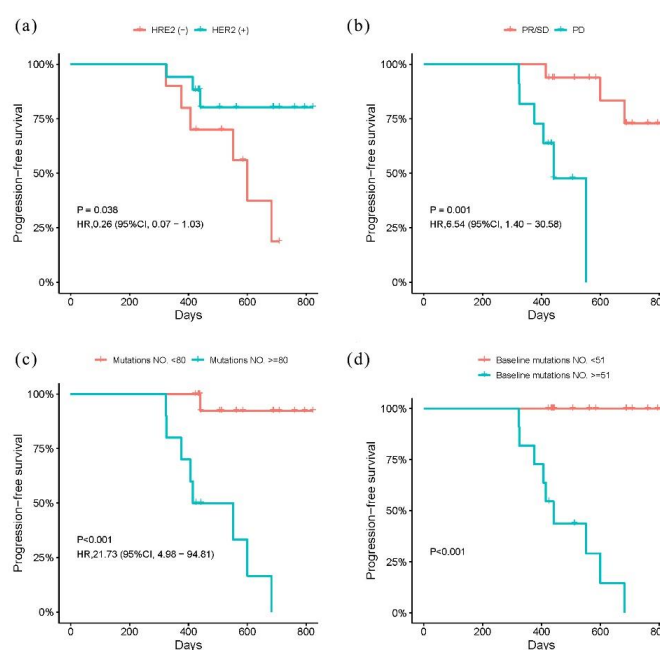 (a)
HRE2 (−) HER2 (+)
Progression−free survival
100%
75%
50%
25%
0%
P = 0.038
HR,0.26 (95%CI, 0.07 − 1.03)
0 200 400 600 800
Days
(b)
PR/SD PD
Progression−free survival
100%
75%
50%
25%
0%
P = 0.001
HR,6.54 (95%CI, 1.40 − 30.58)
0 200 400 600 800
Days
(c)
Mutations NO. <80 Mutations NO. >=80
Progression−free survival
100%
75%
50%
25%
0%
P<0.001
HR,21.73 (95%CI, 4.98 − 94.81)
0 200 400 600 800
Days
(d)
Baseline mutations NO. <51
Baseline mutations NO. >=51
Progression−free survival
100%
75%
50%
25%
0%
P<0.001
0 200 400 600 800
Days